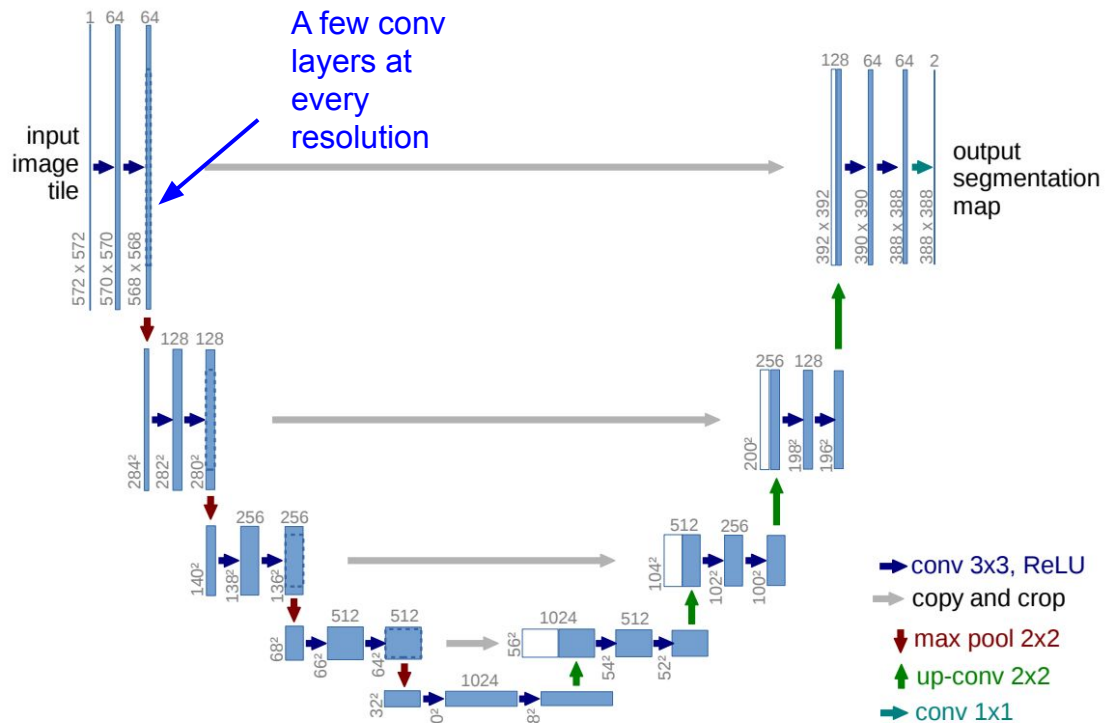 A few conv
layers at
every
resolution
1 64 64
input
image
tile
572 x 572
570 x 570
568 x 568
128 64 64 2
output
segmentation
map
392 x 392
390 x 390
388 x 388
388 x 388
128 128
284²
282²
280²
256 128
200²
198²
196²
256 256
140²
138²
136²
512 256
104²
102²
100²
512 512
68²
66²
64²
1024 512
56²
54²
52²
1024
32²
conv 3x3, ReLU
copy and crop
max pool 2x2
up-conv 2x2
conv 1x1